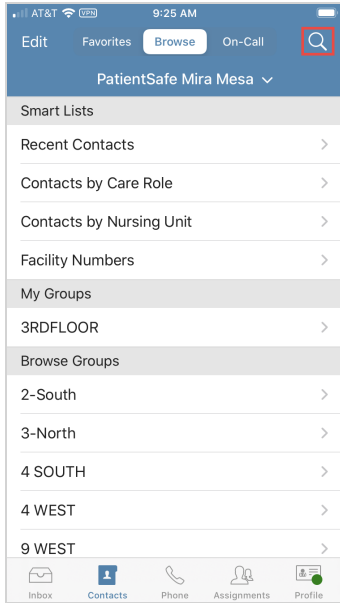 AT&T VPN 9:25 AM
Edit Favorites Browse On-Call
PatientSafe Mira Mesa
Smart Lists
Recent Contacts
Contacts by Care Role
Contacts by Nursing Unit
Facility Numbers
My Groups
3RDFLOOR
Browse Groups
2-South
3-North
4 SOUTH
4 WEST
9 WEST
Inbox Contacts Phone Assignments Profile